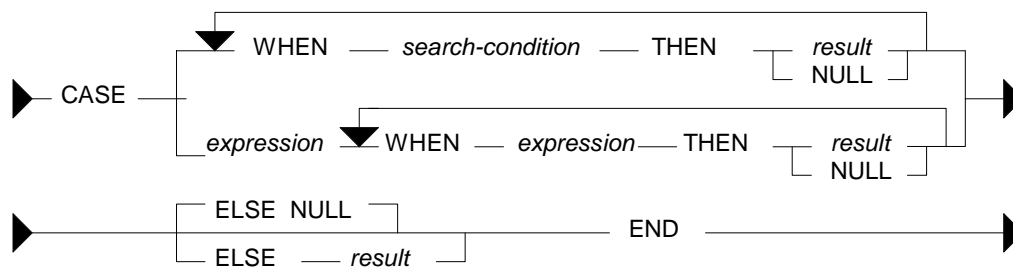 WHEN search-condition THEN result
NULL
CASE
expression WHEN expression THEN result
NULL
ELSE NULL
END
ELSE result